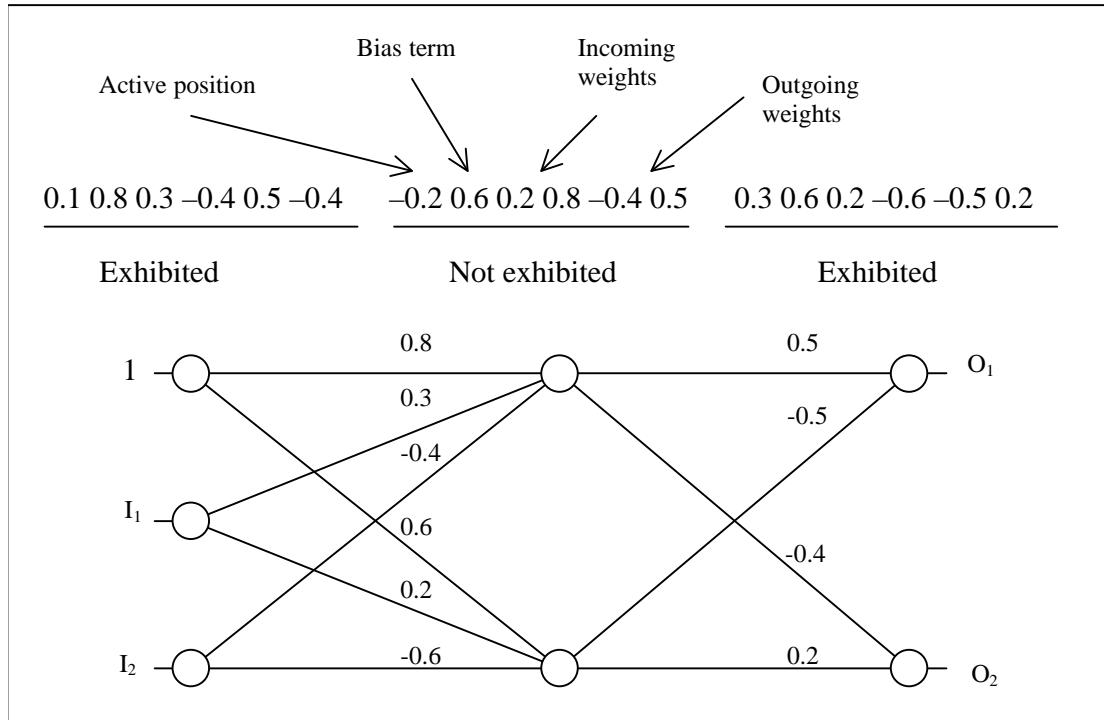 Bias term
Incoming
weights
Active position
Outgoing
weights
0.1 0.8 0.3 –0.4 0.5 –0.4
–0.2 0.6 0.2 0.8 –0.4 0.5
0.3 0.6 0.2 –0.6 –0.5 0.2
Exhibited
Not exhibited
Exhibited
0.8
0.5
1
O₁
0.3
-0.5
-0.4
I₁
0.6
-0.4
0.2
-0.6
0.2
I₂
O₂